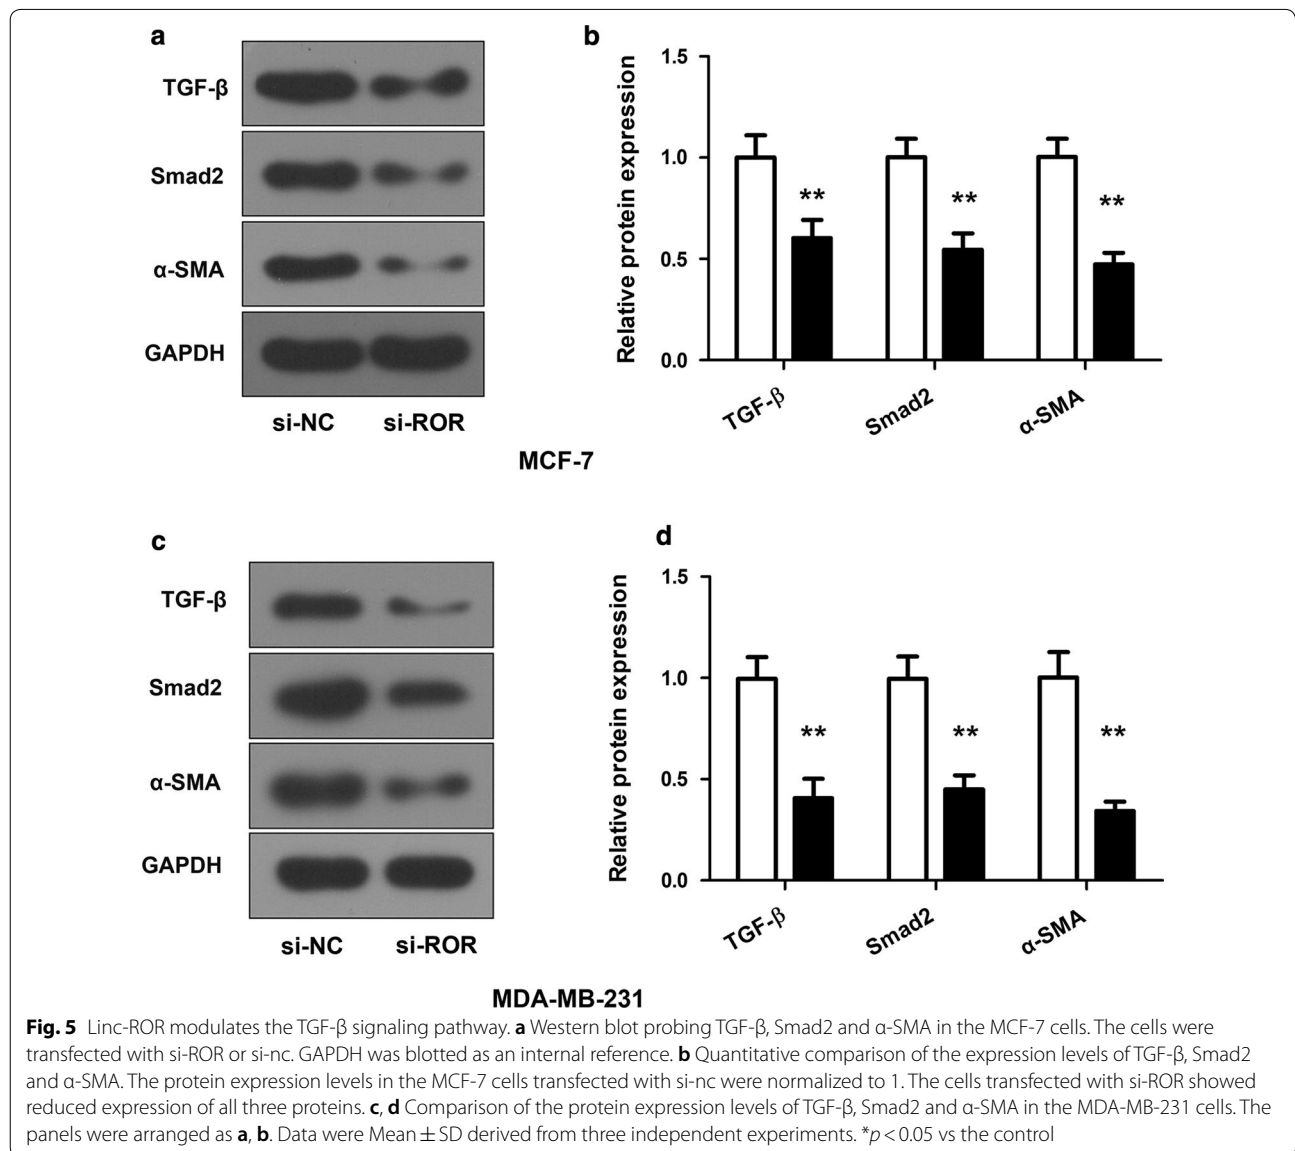 a
TGF-β
Smad2
α-SMA
GAPDH
si-NC si-ROR
b
Relative protein expression
1.5
1.0
0.5
0.0
** ** **
TGF-β Smad2 α-SMA
MCF-7
c
TGF-β
Smad2
α-SMA
GAPDH
si-NC si-ROR
d
Relative protein expression
1.5
1.0
0.5
0.0
** ** **
TGF-β Smad2 α-SMA
MDA-MB-231
Fig. 5 Linc-ROR modulates the TGF-β signaling pathway. a Western blot probing TGF-β, Smad2 and α-SMA in the MCF-7 cells. The cells were
transfected with si-ROR or si-nc. GAPDH was blotted as an internal reference. b Quantitative comparison of the expression levels of TGF-β, Smad2
and α-SMA. The protein expression levels in the MCF-7 cells transfected with si-nc were normalized to 1. The cells transfected with si-ROR showed
reduced expression of all three proteins. c, d Comparison of the protein expression levels of TGF-β, Smad2 and α-SMA in the MDA-MB-231 cells. The
panels were arranged as a, b. Data were Mean ± SD derived from three independent experiments. *p < 0.05 vs the control